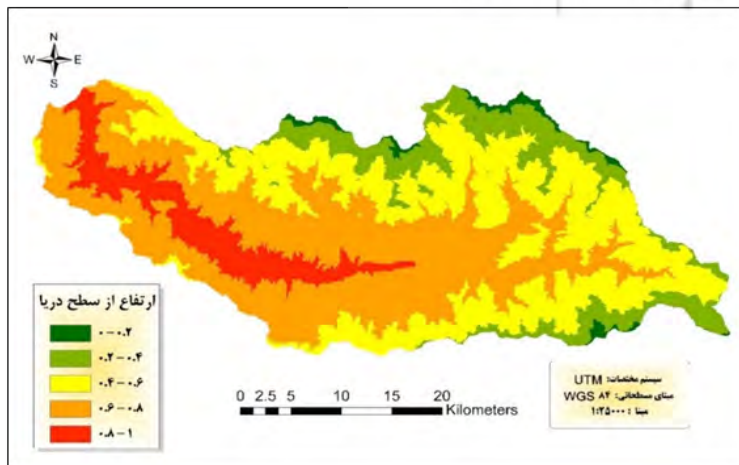 N
W E
S
ارتفاع از سطح دریا
۰-۰.۲
۰.۲-۰.۴
۰.۴-۰.۶
۰.۶-۰.۸
۰.۸-۱
0 2.5 5 10 15 20
Kilometers
سیستم مختصات: UTM
مبنای مسطحاتی: WGS ۸۴
مبنا : ۱:۲۵۰۰۰